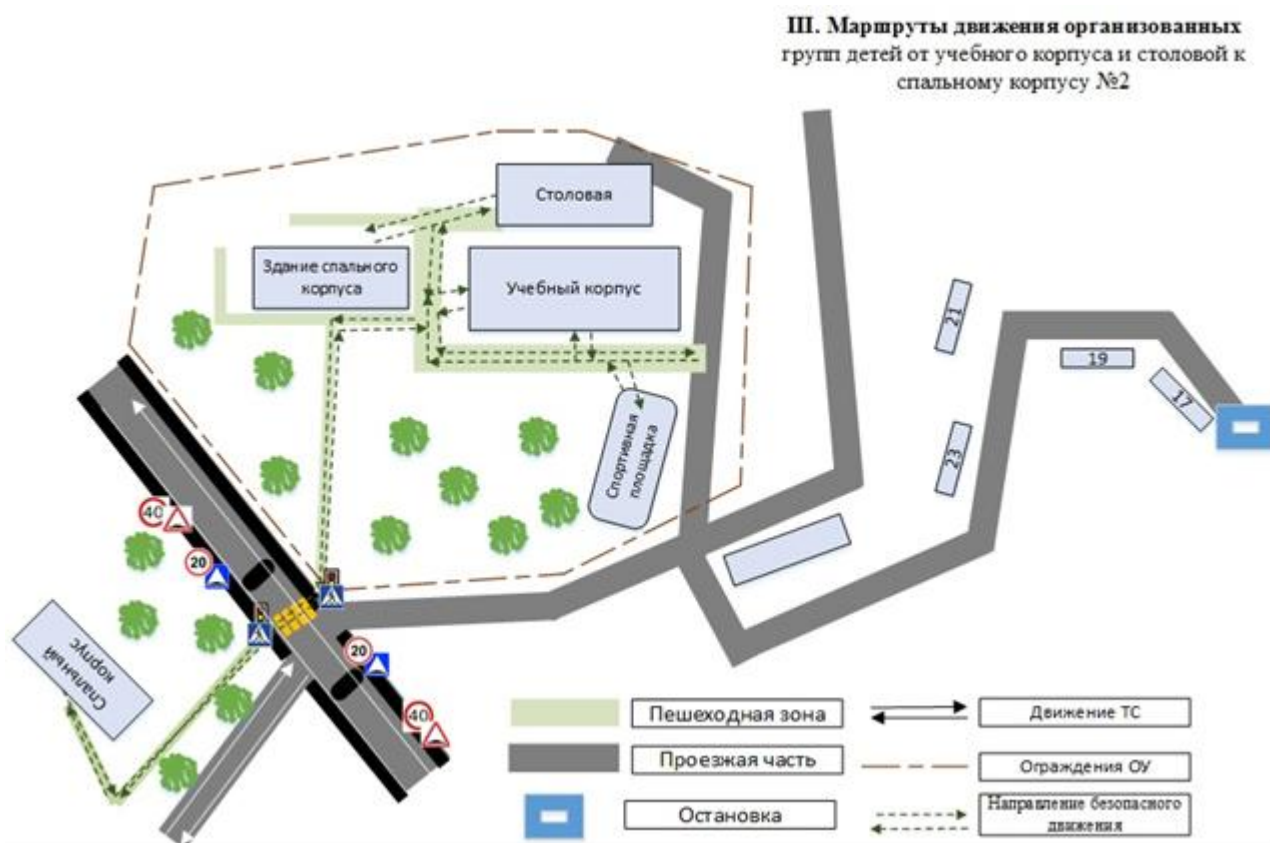 III. Маршруты движения организованных
групп детей от учебного корпуса и столовой к
спальному корпусу №2
Столовая
Здание спального
корпуса
Учебный корпус
21
19
17
23
Спортивная
площадка
40
20
Спальный
корпус
20
40
Пешеходная зона
Движение ТС
Проезжая часть
Ограждения ОУ
Остановка
Направление безопасного
движения